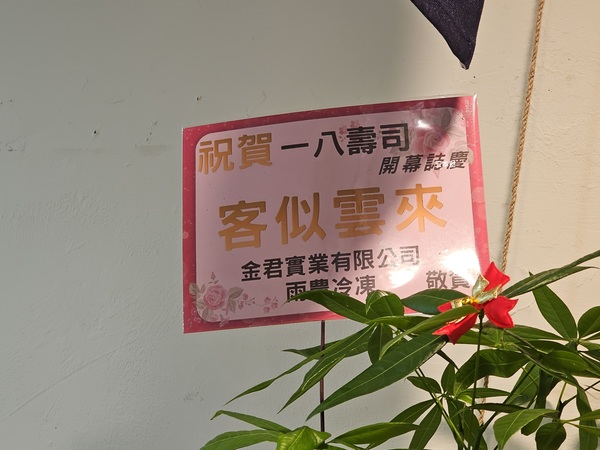 祝賀 一八壽司
開幕誌慶
客似雲來
金君實業有限公司
雨農冷凍 敬賀